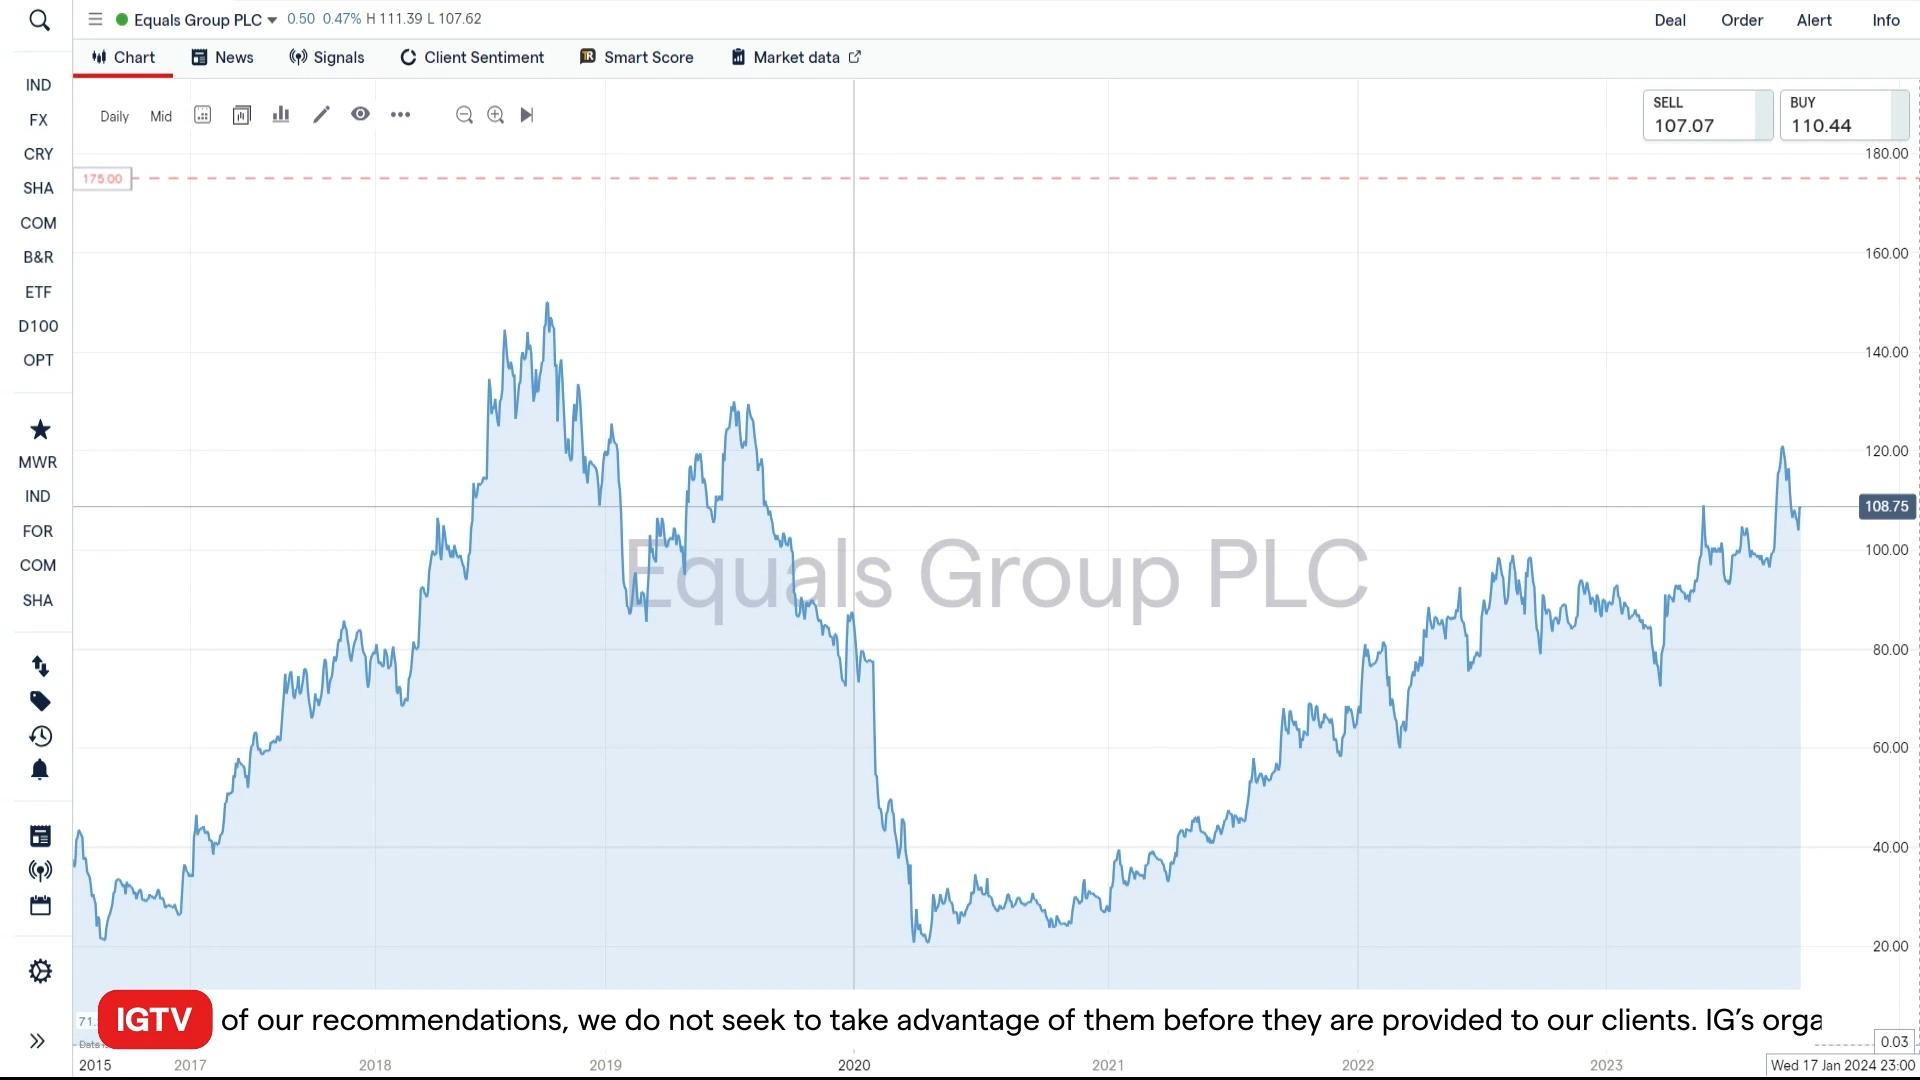 Equals Group PLC 0.50 0.47% H 111.39 L 107.62
Deal Order Alert Info
Chart News Signals Client Sentiment Smart Score Market data
Daily Mid
SELL
107.07
BUY
110.44
IND
FX
CRY
SHA
COM
B&R
ETF
D100
OPT
MWR
IND
FOR
COM
SHA
175.00
180.00
160.00
140.00
120.00
108.75
100.00
80.00
60.00
40.00
20.00
0.03
Equals Group PLC
71.
IGTV of our recommendations, we do not seek to take advantage of them before they are provided to our clients. IG's orga
2015 2017 2018 2019 2020 2021 2022 2023 Wed 17 Jan 2024 23:00